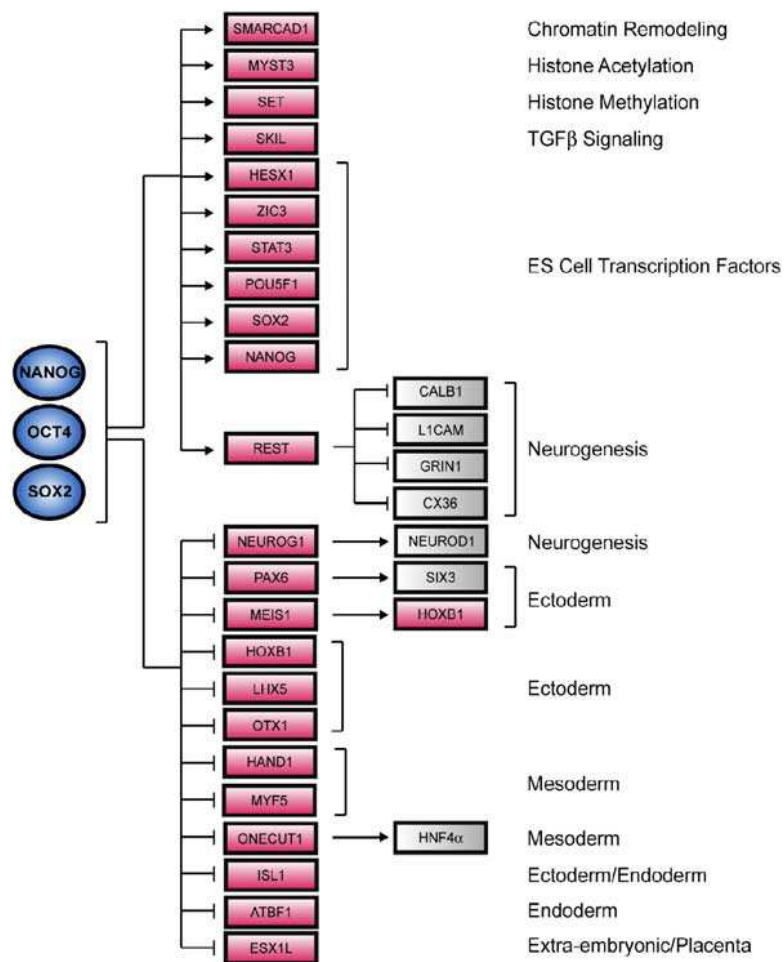 SMARCAD1 Chromatin Remodeling
MYST3 Histone Acetylation
SET Histone Methylation
SKIL TGFβ Signaling
HESX1
ZIC3
STAT3 ES Cell Transcription Factors
POU5F1
SOX2
NANOG
NANOG
OCT4
SOX2
CALB1
L1CAM
REST Neurogenesis
GRIN1
CX36
NEUROG1 NEUROD1 Neurogenesis
PAX6 SIX3
Ectoderm
MEIS1 HOXB1
HOXB1
LHX5 Ectoderm
OTX1
HAND1
Mesoderm
MYF5
ONECUT1 HNF4α Mesoderm
ISL1 Ectoderm/Endoderm
ATBF1 Endoderm
ESX1L Extra-embryonic/Placenta